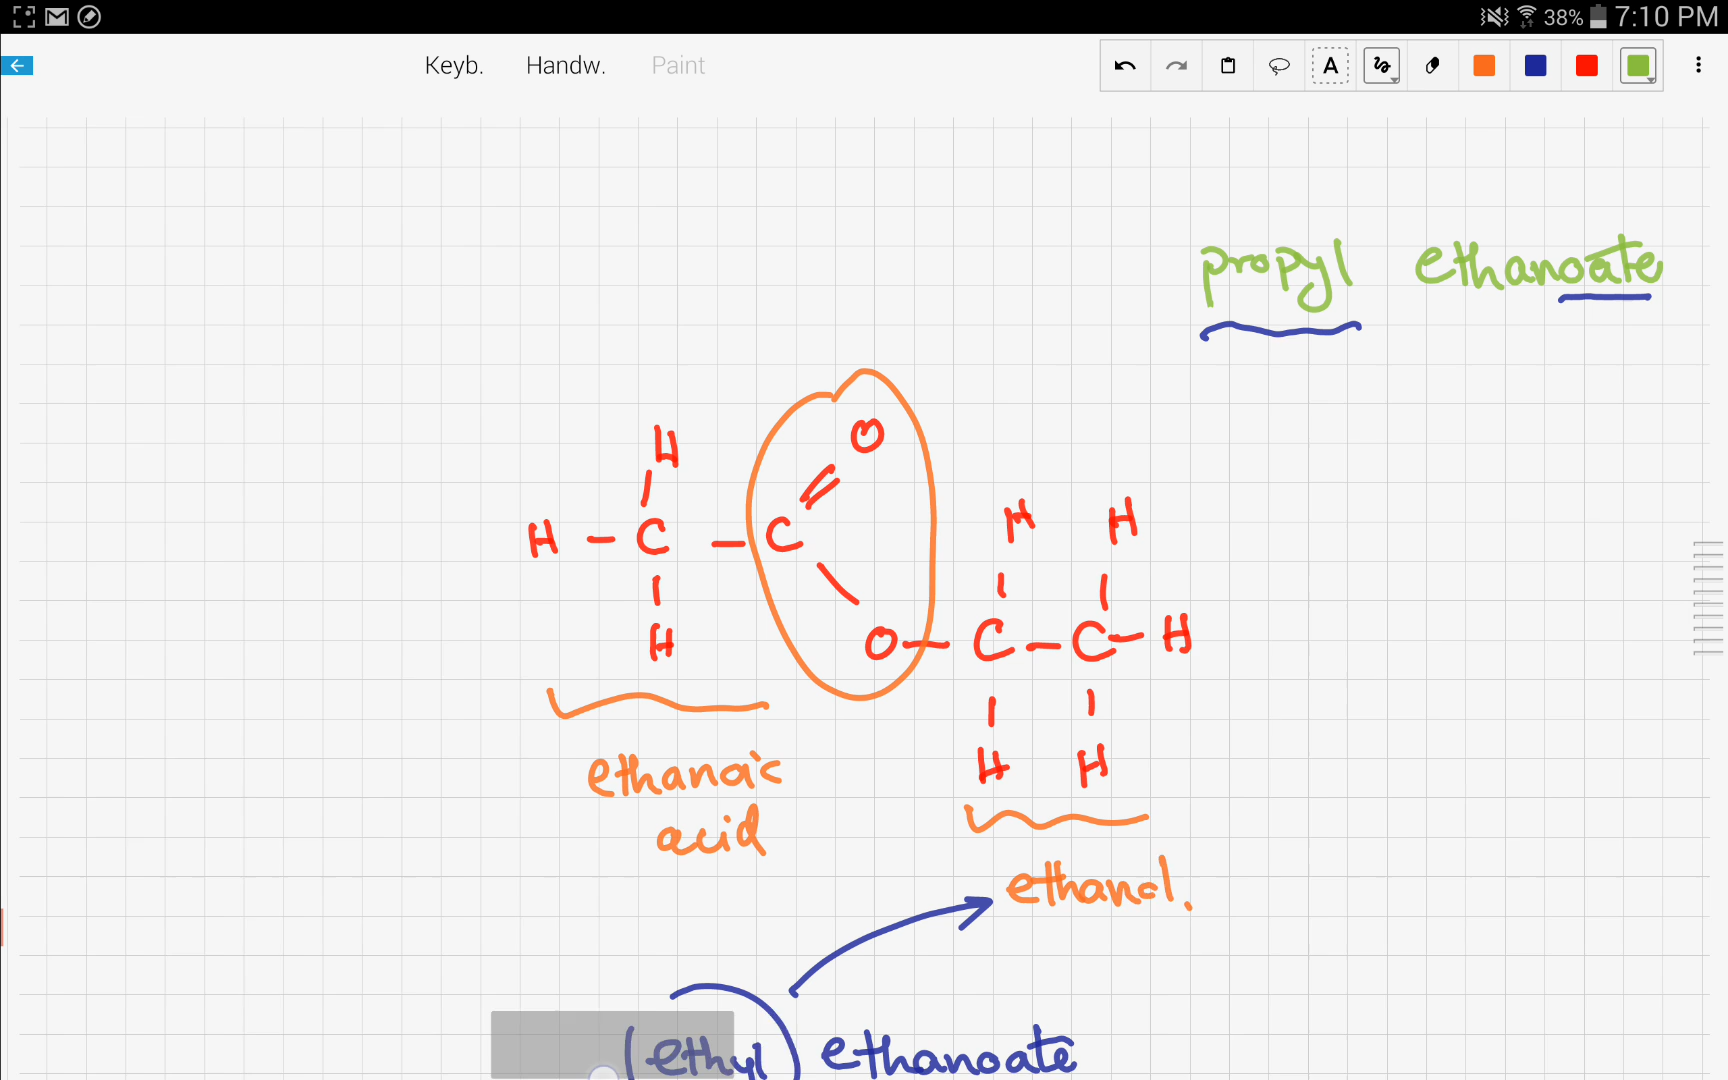 38% 7:10 PM
Keyb. Handw. Paint A
propyl ethanoate
O
H
H H
H - C - C
O - C - C - H
H
H H
ethanoic
acid
ethanol.
(ethyl) ethanoate